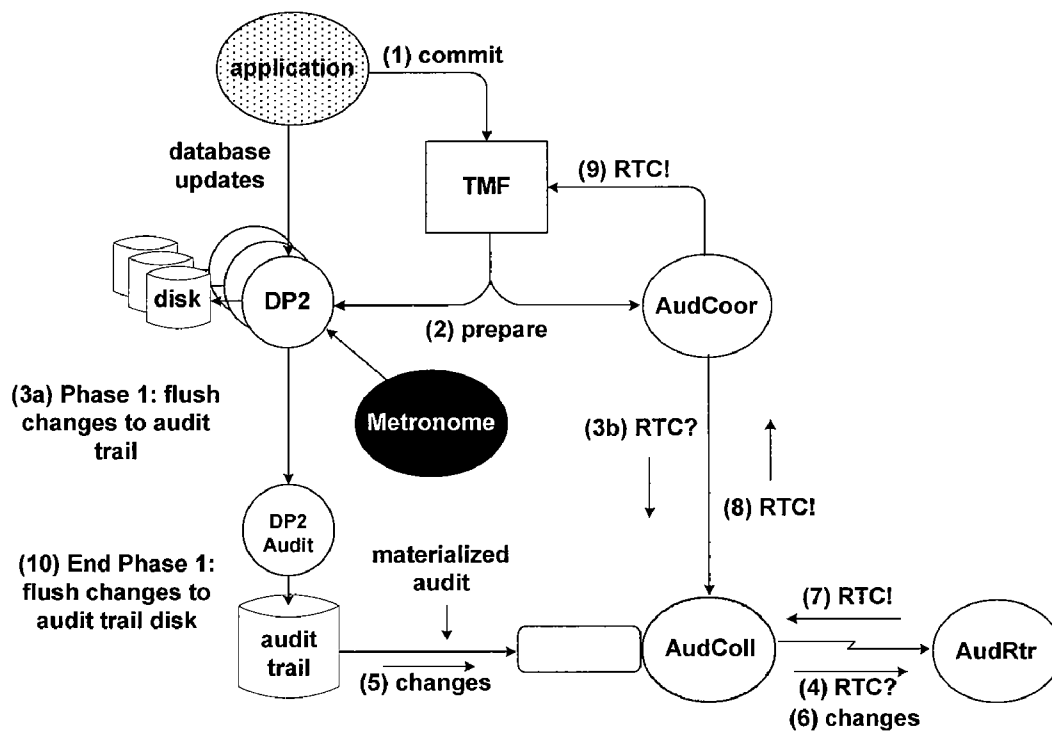 application
(1) commit
database
updates
TMF
(9) RTC!
disk
DP2
(2) prepare
AudCoor
(3a) Phase 1: flush
changes to audit
trail
Metronome
(3b) RTC?
(8) RTC!
DP2
Audit
(10) End Phase 1:
flush changes to
audit trail disk
materialized
audit
audit
trail
(5) changes
AudColl
(7) RTC!
AudRtr
(4) RTC?
(6) changes